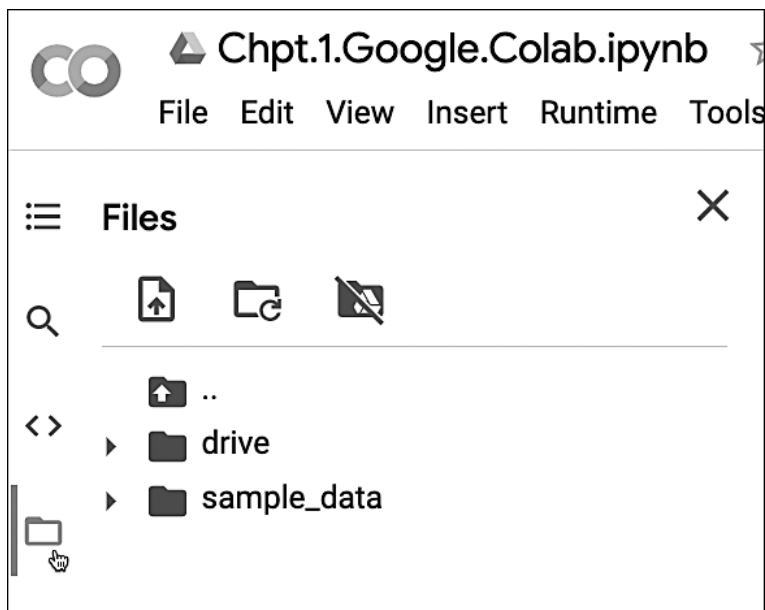 CO
Chpt.1.Google.Colab.ipynb
File Edit View Insert Runtime Tools
Files
..
drive
sample_data